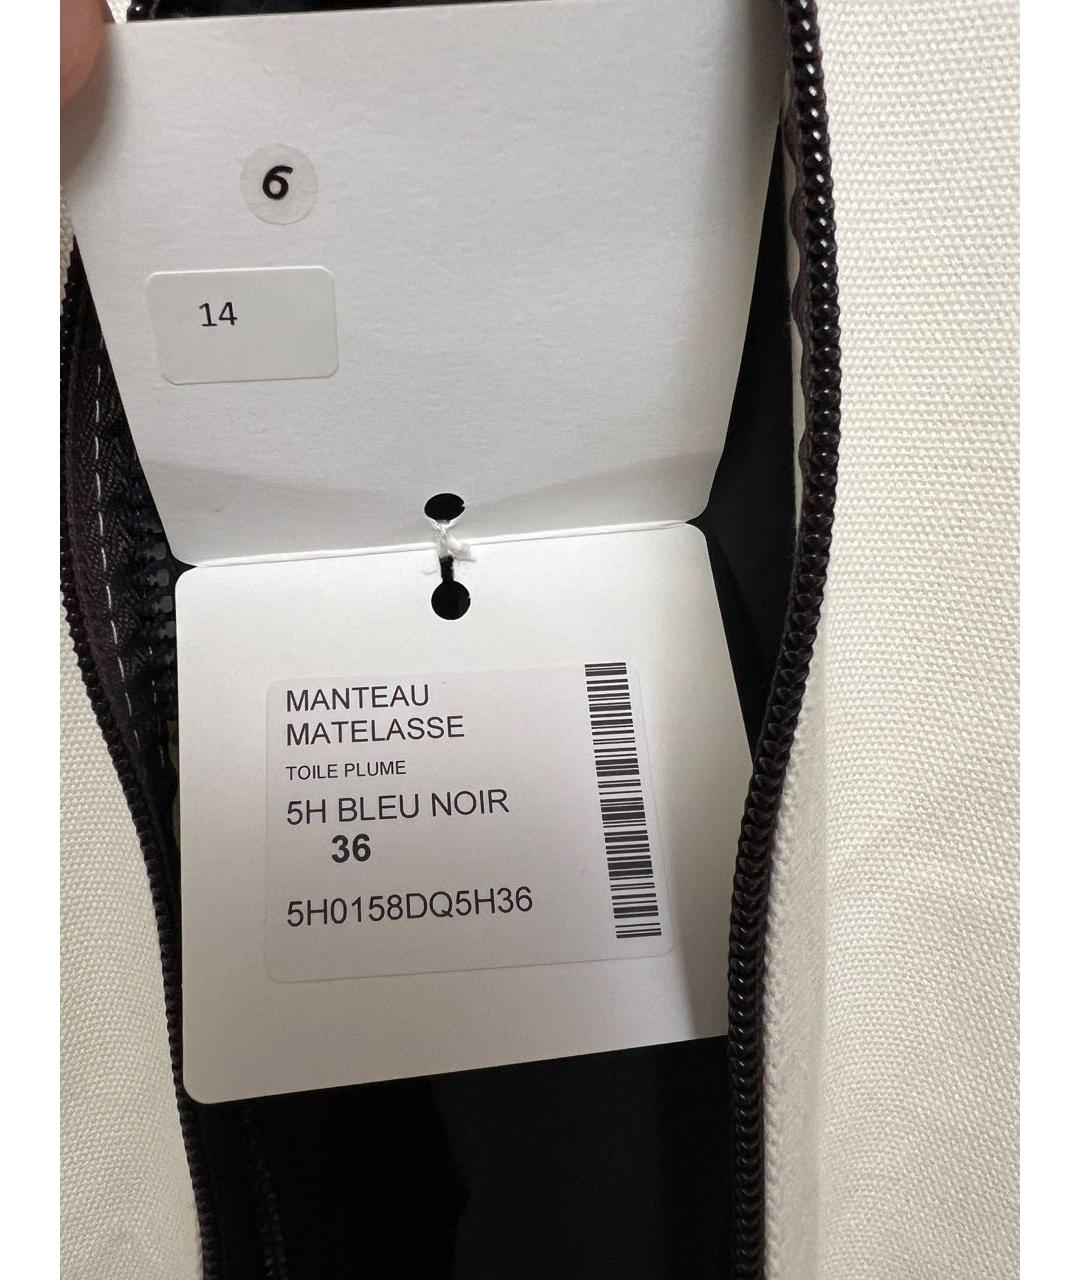 6
14
MANTEAU
MATELASSE
TOILE PLUME
5H BLEU NOIR
36
5H0158DQ5H36